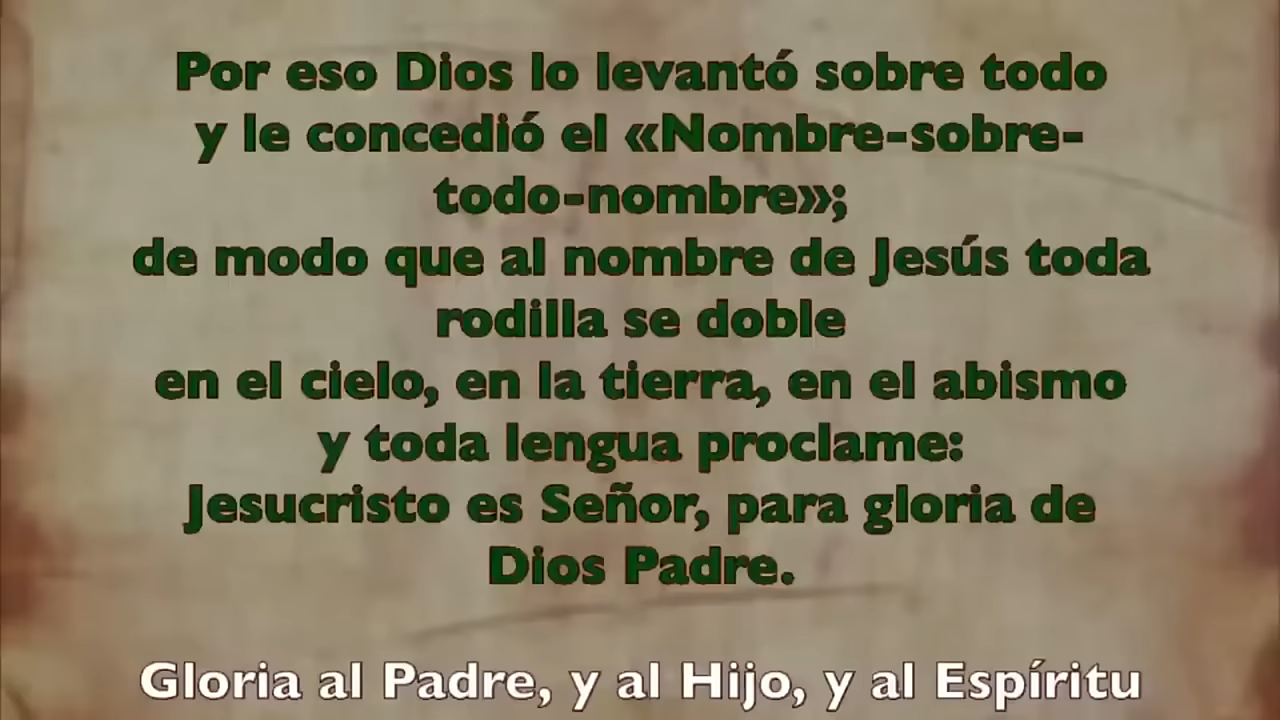 Por eso Dios lo levantó sobre todo
y le concedió el «Nombre-sobre-
todo-nombre»;
de modo que al nombre de Jesús toda
rodilla se doble
en el cielo, en la tierra, en el abismo
y toda lengua proclame:
Jesucristo es Señor, para gloria de
Dios Padre.
Gloria al Padre, y al Hijo, y al Espíritu